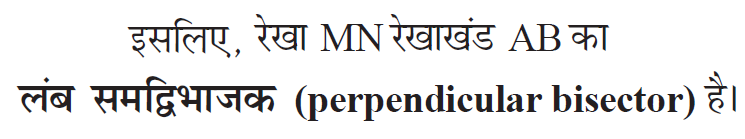 इसलिए, रेखा MN रेखाखंड AB का
लंब समद्विभाजक (perpendicular bisector) है।